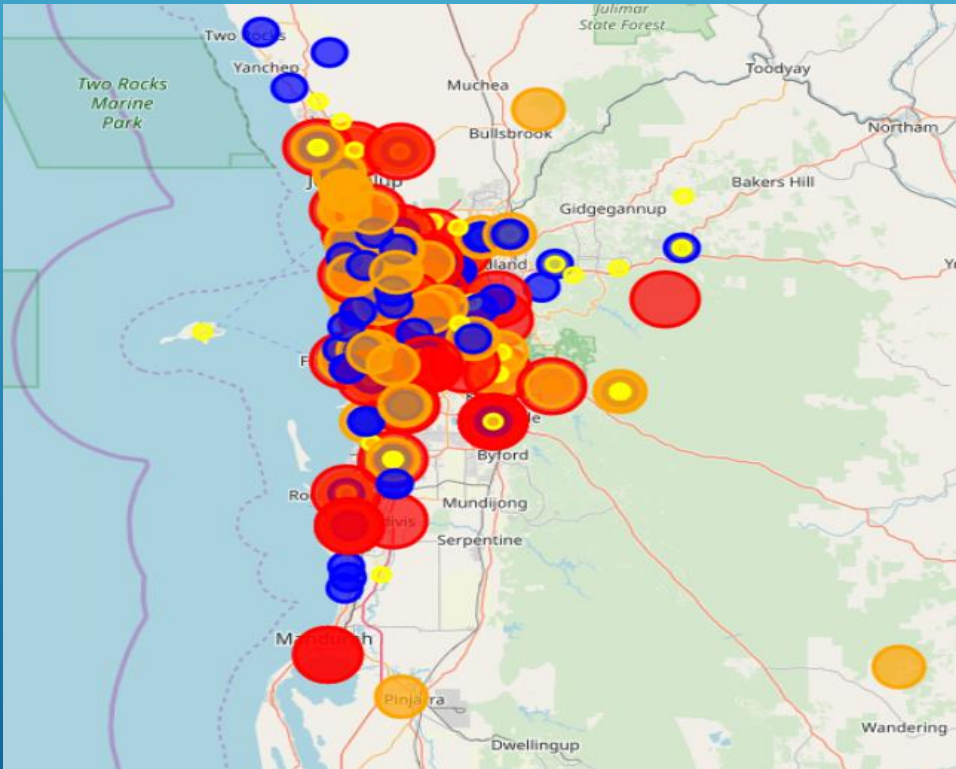 Julimar
State Forest
Two Rocks
Yanchep
Toodyay
Two Rocks
Marine
Park
Muchea
Northam
Bullsbrook
Bakers Hill
Gidgegannup
Byford
Mundijong
Serpentine
Pinjarra
Wandering
Dwellingup